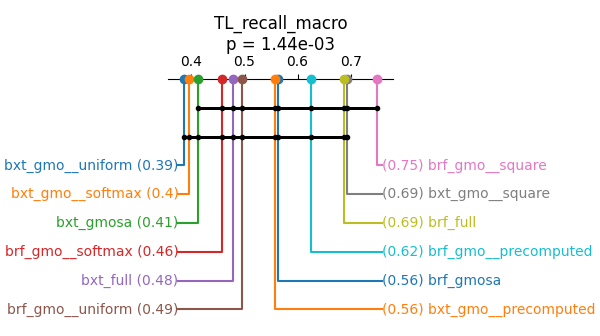 TL_recall_macro
p = 1.44e-03
0.4 0.5 0.6 0.7
bxt_gmo__uniform (0.39) (0.75) brf_gmo__square
bxt_gmo__softmax (0.4) (0.69) bxt_gmo__square
bxt_gmosa (0.41) (0.69) brf_full
brf_gmo__softmax (0.46) (0.62) brf_gmo__precomputed
bxt_full (0.48) (0.56) brf_gmosa
brf_gmo__uniform (0.49) (0.56) bxt_gmo__precomputed